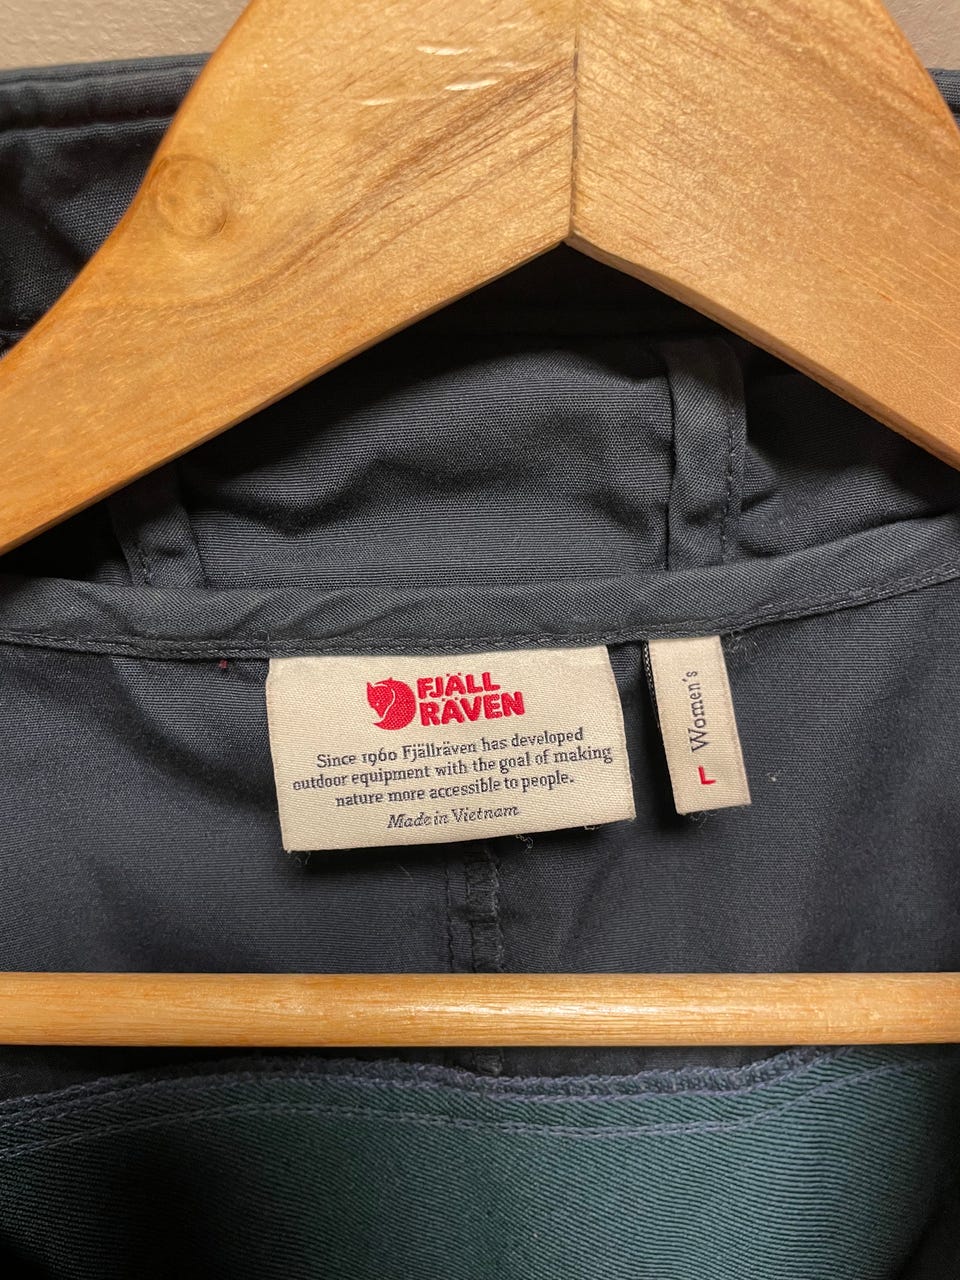 FJÄLL
RÄVEN
Since 1960 Fjällräven has developed
outdoor equipment with the goal of making
nature more accessible to people.
Made in Vietnam
Women's
L